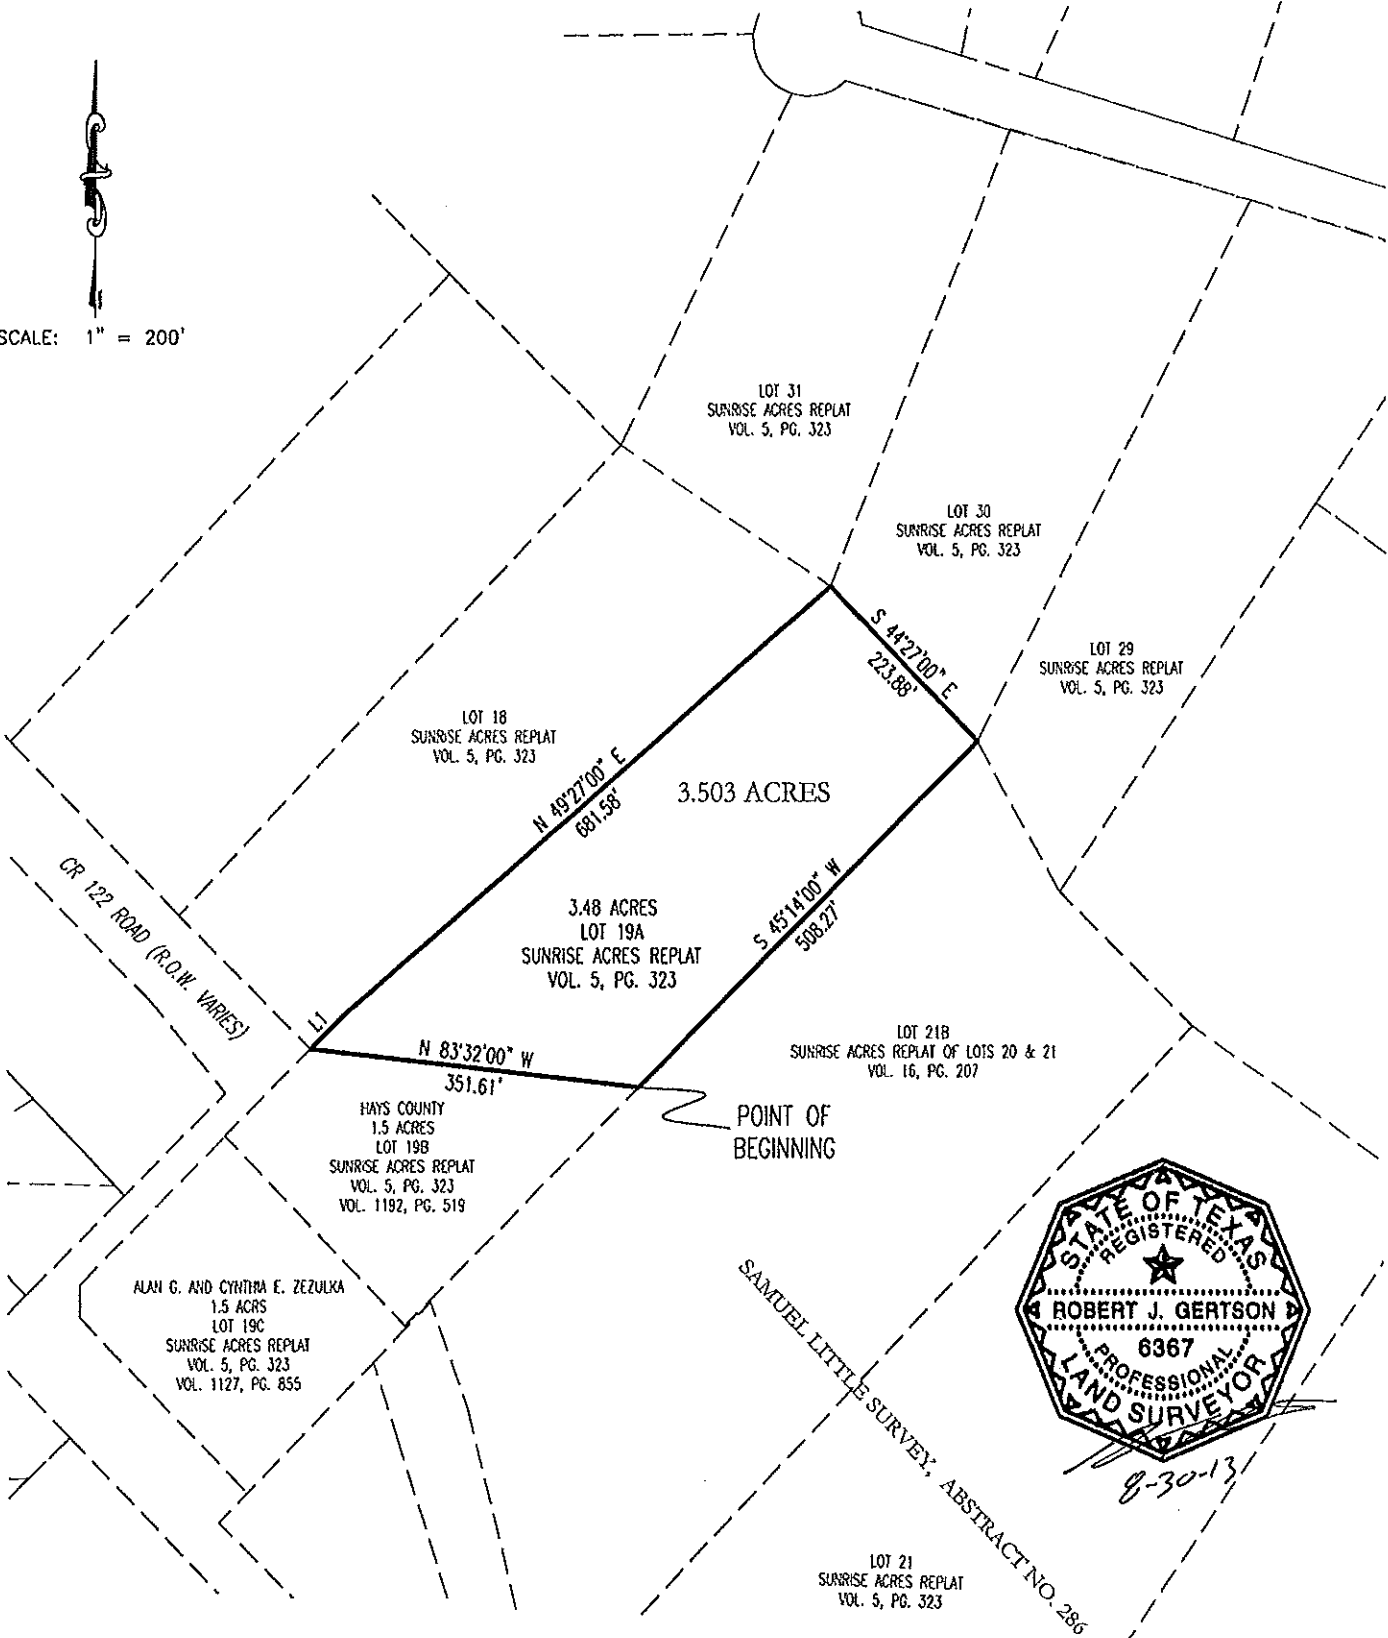 SCALE: 1" = 200'
LOT 31
SUNRISE ACRES REPLAT
VOL. 5, PG. 323
LOT 30
SUNRISE ACRES REPLAT
VOL. 5, PG. 323
S 44°27'00" E
223.88'
LOT 29
SUNRISE ACRES REPLAT
VOL. 5, PG. 323
LOT 18
SUNRISE ACRES REPLAT
VOL. 5, PG. 323
N 49°27'00" E
681.58'
3.503 ACRES
CR 122 ROAD (R.O.W. VARIES)
3.48 ACRES
LOT 19A
SUNRISE ACRES REPLAT
VOL. 5, PG. 323
S 45°14'00" W
508.27'
L1
N 83°32'00" W
351.61'
LOT 21B
SUNRISE ACRES REPLAT OF LOTS 20 & 21
VOL. 16, PG. 207
HAYS COUNTY
1.5 ACRES
LOT 19B
SUNRISE ACRES REPLAT
VOL. 5, PG. 323
VOL. 1192, PG. 519
POINT OF
BEGINNING
ALAN G. AND CYNTHIA E. ZEZULKA
1.5 ACRS
LOT 19C
SUNRISE ACRES REPLAT
VOL. 5, PG. 323
VOL. 1127, PG. 855
SAMUEL LITTLE SURVEY, ABSTRACT NO. 286
STATE OF TEXAS
REGISTERED
ROBERT J. GERTSON
6367
PROFESSIONAL
LAND SURVEYOR
8-30-13
LOT 21
SUNRISE ACRES REPLAT
VOL. 5, PG. 323